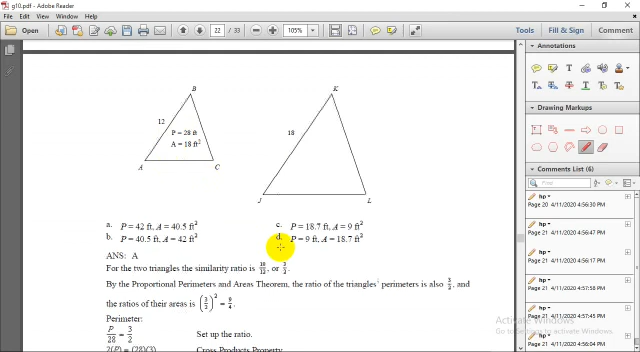 g10.pdf - Adobe Reader
File Edit View Window Help
Open 22 / 33 105% Tools Fill & Sign Comment
Annotations
B
K
12
18
P = 28 ft
A = 18 ft²
A C
J L
Drawing Markups
Comments List (6)
Find
hp
Page 20 4/11/2020 4:56:30 PM
hp
Page 21 4/11/2020 4:56:47 PM
hp
Page 21 4/11/2020 4:56:17 PM
hp
Page 21 4/11/2020 4:57:58 PM
hp
Page 21 4/11/2020 4:57:45 PM
hp
Page 21 4/11/2020 4:56:04 PM
a. P = 42 ft, A = 40.5 ft² c. P = 18.7 ft, A = 9 ft²
b. P = 40.5 ft, A = 42 ft² d. P = 9 ft, A = 18.7 ft²
ANS: A
For the two triangles the similarity ratio is 18/12, or 3/2.
By the Proportional Perimeters and Areas Theorem, the ratio of the triangles' perimeters is also 3/2, and
the ratios of their areas is (3/2)² = 9/4.
Perimeter:
P/28 = 3/2 Set up the ratio.
2(P) = (28)(3) Cross Products Property
Activate Windows
Go to Settings to activate Windows.